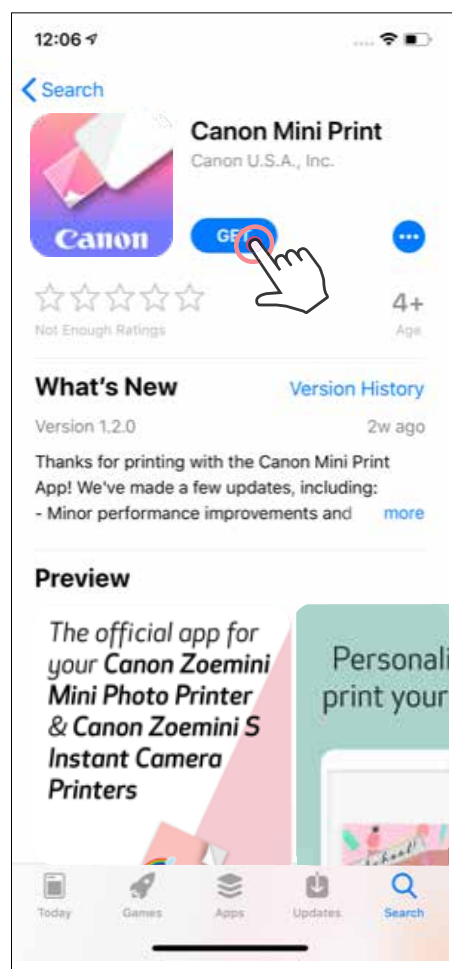 12:06
Search
Canon Mini Print
Canon U.S.A., Inc.
Canon
GET
Not Enough Ratings
4+
Age
What's New
Version History
Version 1.2.0
2w ago
Thanks for printing with the Canon Mini Print
App! We've made a few updates, including:
- Minor performance improvements and more
Preview
The official app for
your Canon Zoemini
Mini Photo Printer
& Canon Zoemini S
Instant Camera
Printers
Personali
print your
school!
Today
Games
Apps
Updates
Search